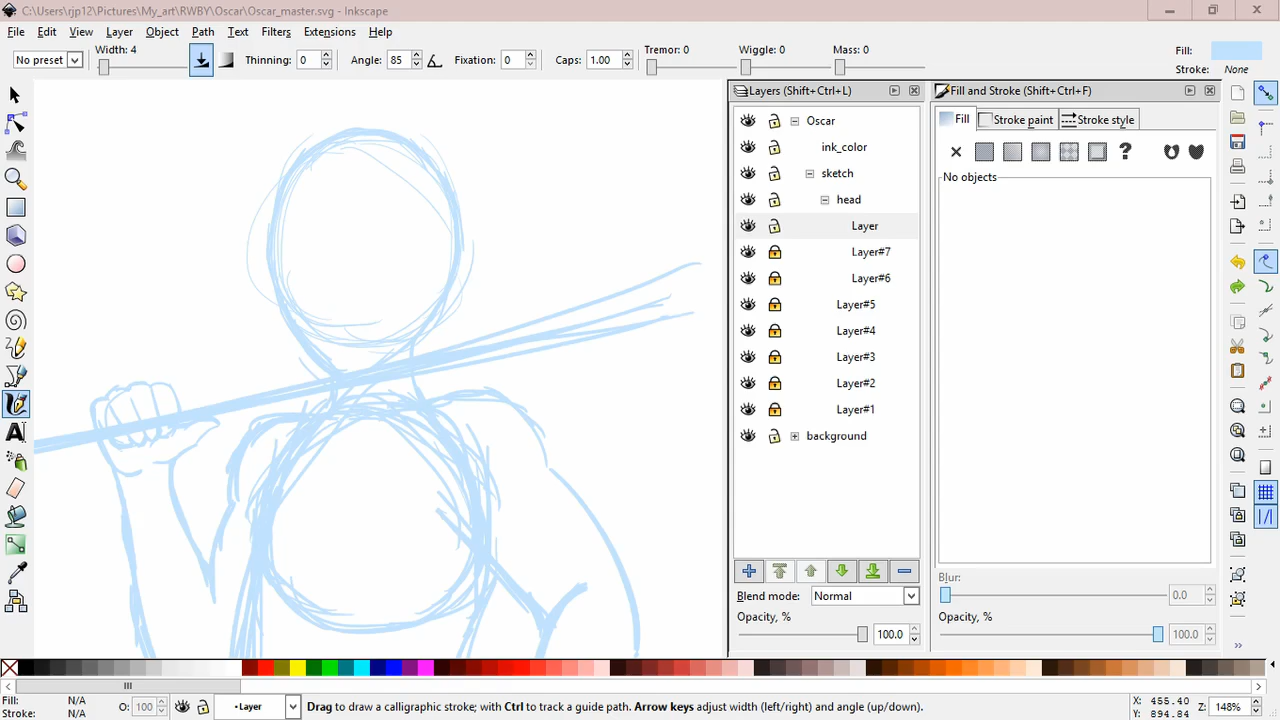 C:\Users\rjp12\Pictures\My_art\RWBY\Oscar\Oscar_master.svg - Inkscape
File Edit View Layer Object Path Filters Text Extensions Help
No preset Width: 4 Thinning: 0 Angle: 85 Fixation: 0 Caps: 1.00 Tremor: 0 Wiggle: 0 Mass: 0 Fill:
Stroke: None
Layers (Shift+Ctrl+L)
Oscar
ink_color
sketch
head
Layer
Layer#7
Layer#6
Layer#5
Layer#4
Layer#3
Layer#2
Layer#1
background
Blend mode: Normal
Opacity, % 100.0
Fill and Stroke (Shift+Ctrl+F)
Fill Stroke paint Stroke style
?
No objects
Blur:
0.0
Opacity, %
100.0
Fill: N/A
Stroke: N/A
O: 100
•Layer
Drag to draw a calligraphic stroke; with Ctrl to track a guide path. Arrow keys adjust width (left/right) and angle (up/down).
X: 455.40
Y: 994.84
Z: 148%